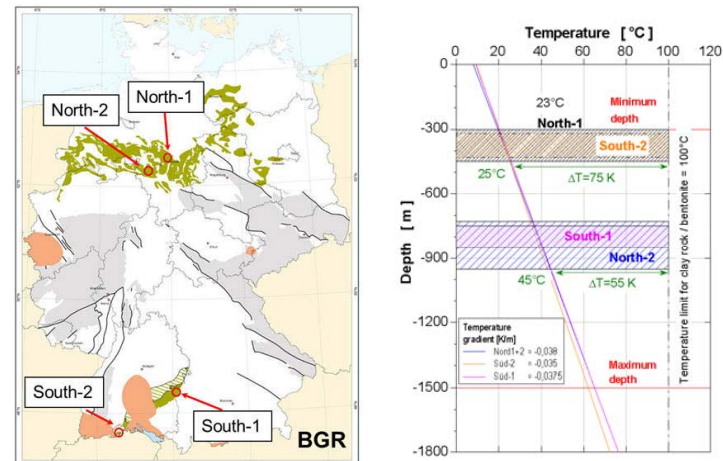 North-2
North-1
South-2
South-1
BGR
Temperature [ °C]
0 20 40 60 80 100 120
0
-300
-600
-900
-1200
-1500
-1800
Depth [ m]
23°C
North-1
Minimum
depth
South-2
25°C
ΔT=75 K
South-1
North-2
45°C
ΔT=55 K
Temperature
gradient [K/m]
Nord1+2 = -0,038
Süd-2 = -0,035
Süd-1 = -0,0375
Maximum
depth
Temperature limit for clay rock / bentonite = 100°C